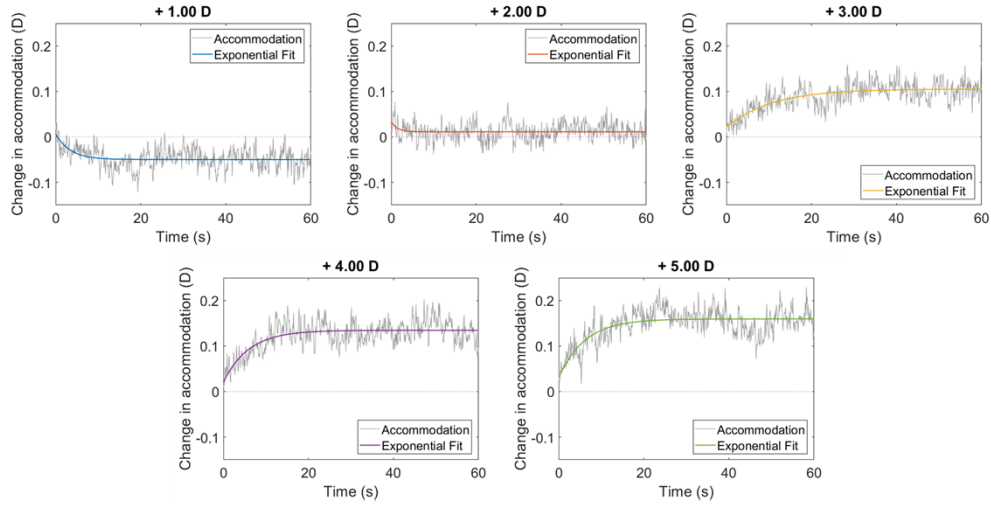 + 1.00 D
Change in accommodation (D)
0.2
0.1
0
-0.1
Accommodation
Exponential Fit
0 20 40 60
Time (s)
+ 2.00 D
Change in accommodation (D)
0.2
0.1
0
-0.1
Accommodation
Exponential Fit
0 20 40 60
Time (s)
+ 3.00 D
Change in accommodation (D)
0.2
0.1
0
-0.1
Accommodation
Exponential Fit
0 20 40 60
Time (s)
+ 4.00 D
Change in accommodation (D)
0.2
0.1
0
-0.1
Accommodation
Exponential Fit
0 20 40 60
Time (s)
+ 5.00 D
Change in accommodation (D)
0.2
0.1
0
-0.1
Accommodation
Exponential Fit
0 20 40 60
Time (s)